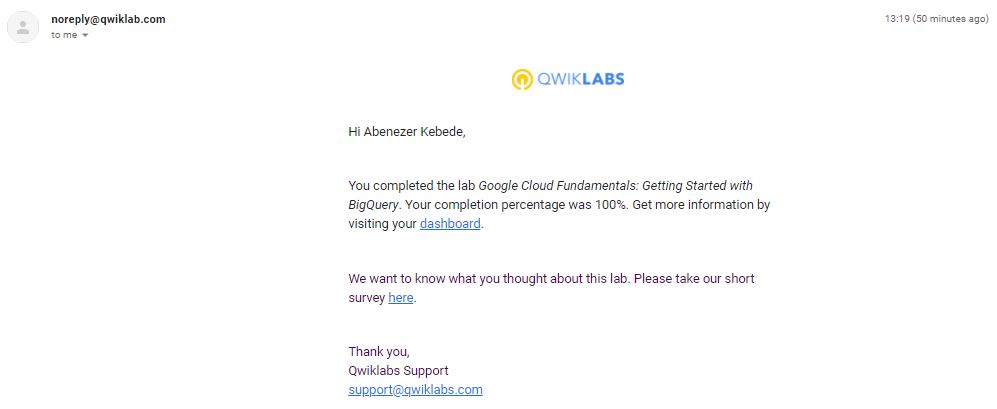 noreply@qwiklab.com
13:19 (50 minutes ago)
to me
QWIKLABS
Hi Abenezer Kebede,
You completed the lab Google Cloud Fundamentals: Getting Started with
BigQuery. Your completion percentage was 100%. Get more information by
visiting your dashboard.
We want to know what you thought about this lab. Please take our short
survey here.
Thank you,
Qwiklabs Support
support@qwiklabs.com